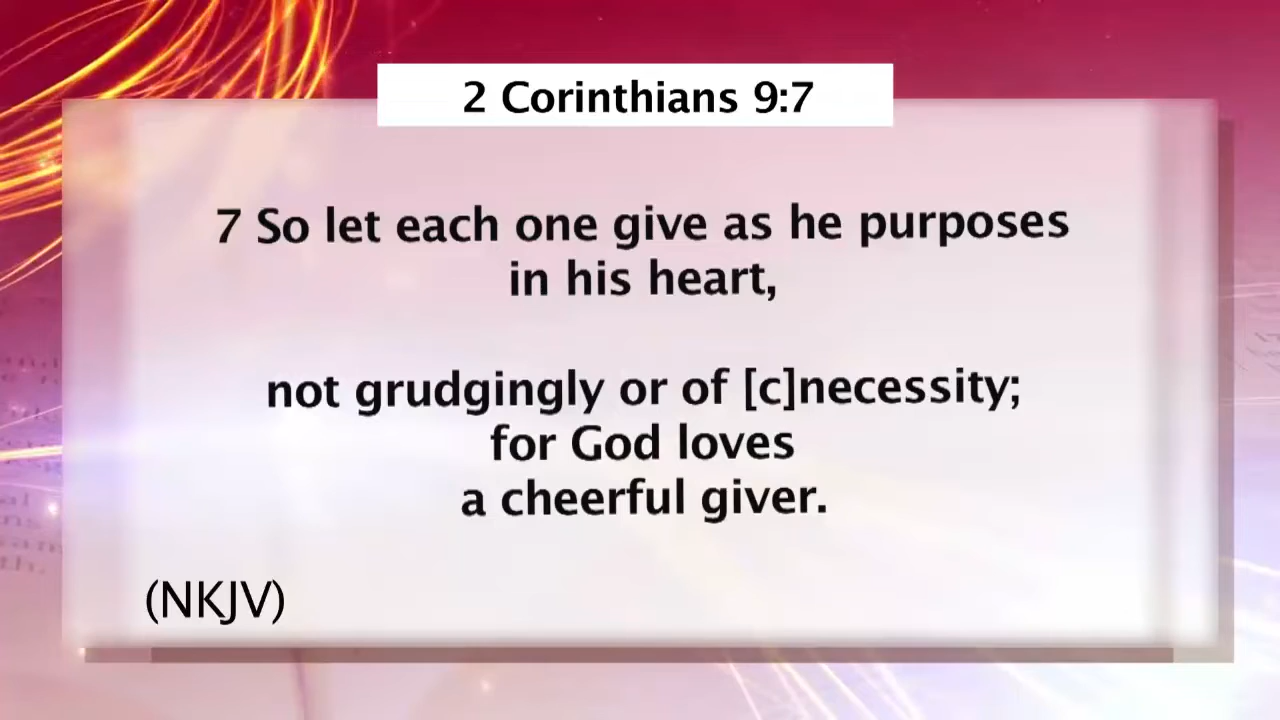 2 Corinthians 9:7
7 So let each one give as he purposes
in his heart,
not grudgingly or of [c]necessity;
for God loves
a cheerful giver.
(NKJV)